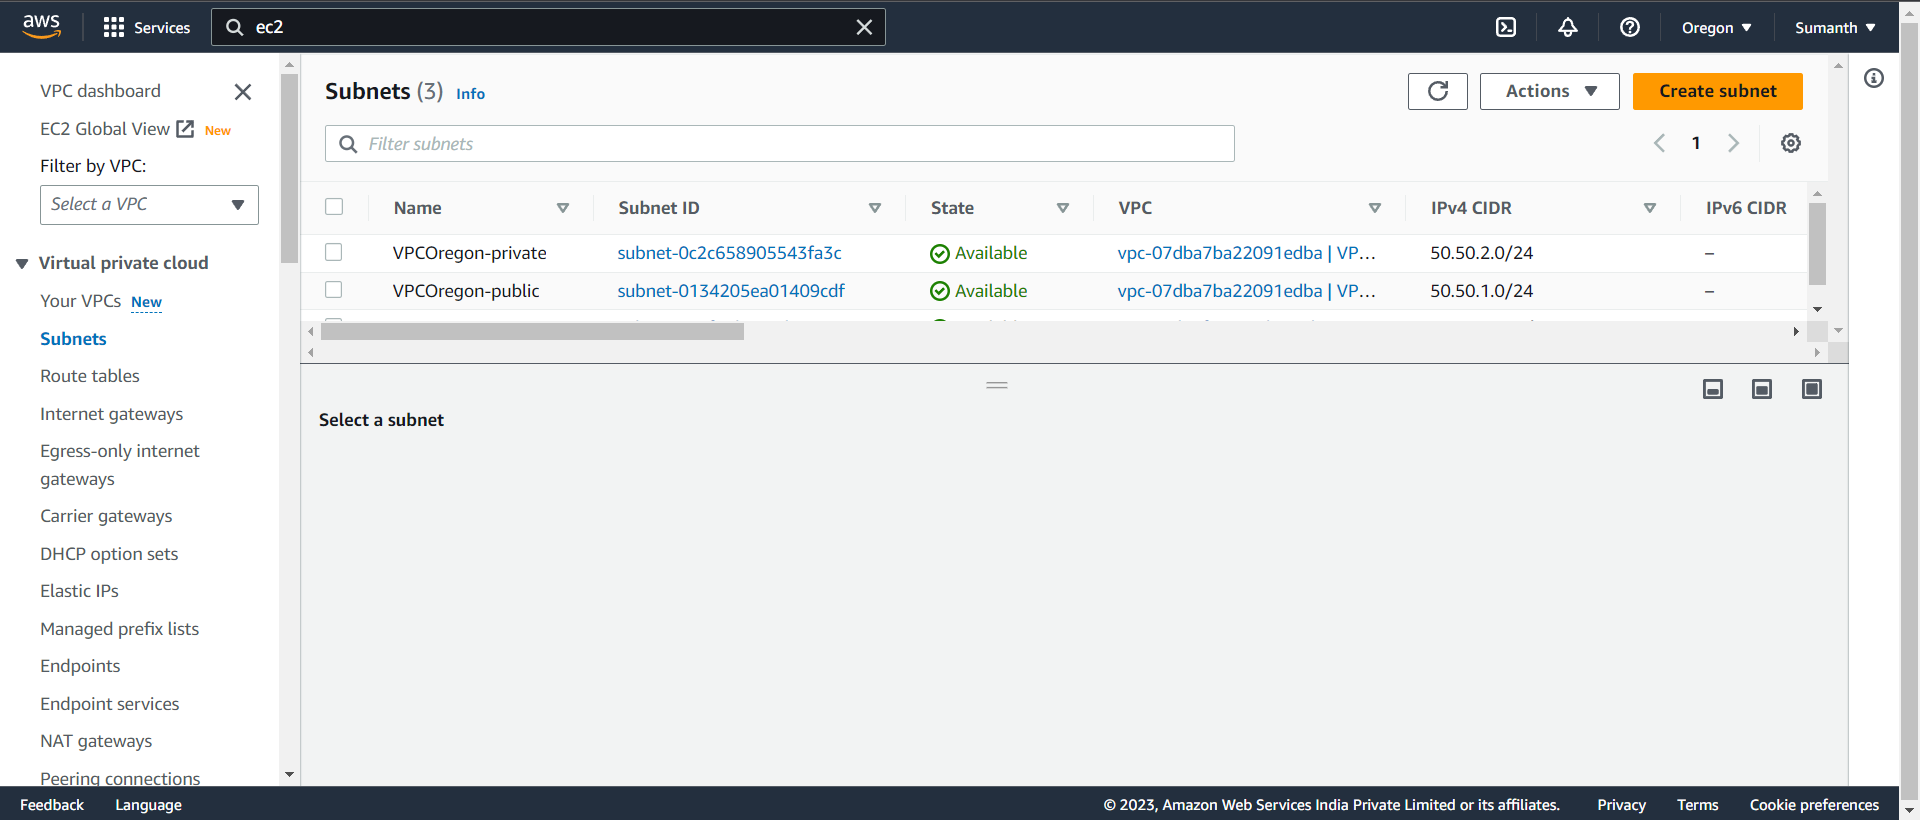 aws Services ec2 Oregon Sumanth
VPC dashboard
EC2 Global View New
Filter by VPC:
Select a VPC
Virtual private cloud
Your VPCs New
Subnets
Route tables
Internet gateways
Egress-only internet
gateways
Carrier gateways
DHCP option sets
Elastic IPs
Managed prefix lists
Endpoints
Endpoint services
NAT gateways
Peering connections
Subnets (3) Info Actions Create subnet
Filter subnets 1
Name Subnet ID State VPC IPv4 CIDR IPv6 CIDR
VPCOregon-private subnet-0c2c658905543fa3c Available vpc-07dba7ba22091edba | VP... 50.50.2.0/24 –
VPCOregon-public subnet-0134205ea01409cdf Available vpc-07dba7ba22091edba | VP... 50.50.1.0/24 –
Select a subnet
Feedback Language © 2023, Amazon Web Services India Private Limited or its affiliates. Privacy Terms Cookie preferences